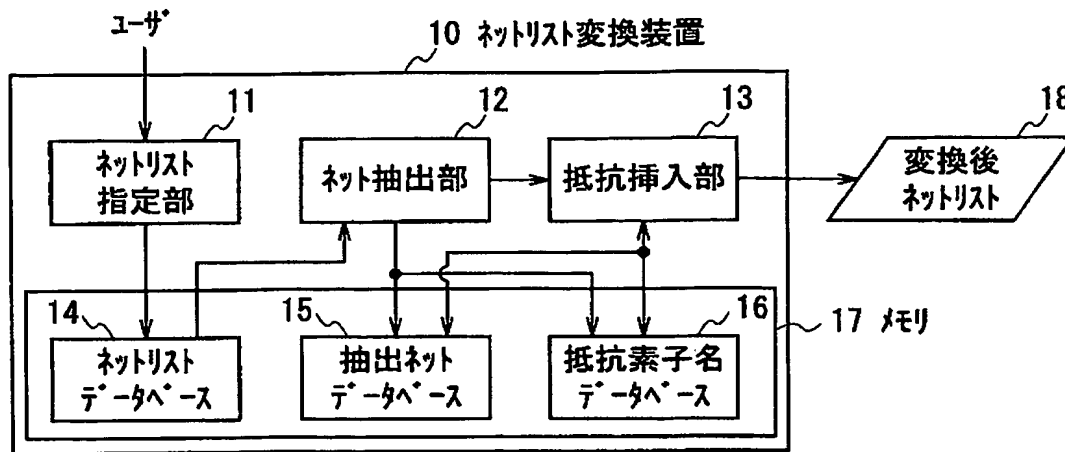 ユーザ
10 ネットリスト変換装置
11
12
13
18
ネットリスト
指定部
ネット抽出部
抵抗挿入部
変換後
ネットリスト
14
15
16
17 メモリ
ネットリスト
データベース
抽出ネット
データベース
抵抗素子名
データベース